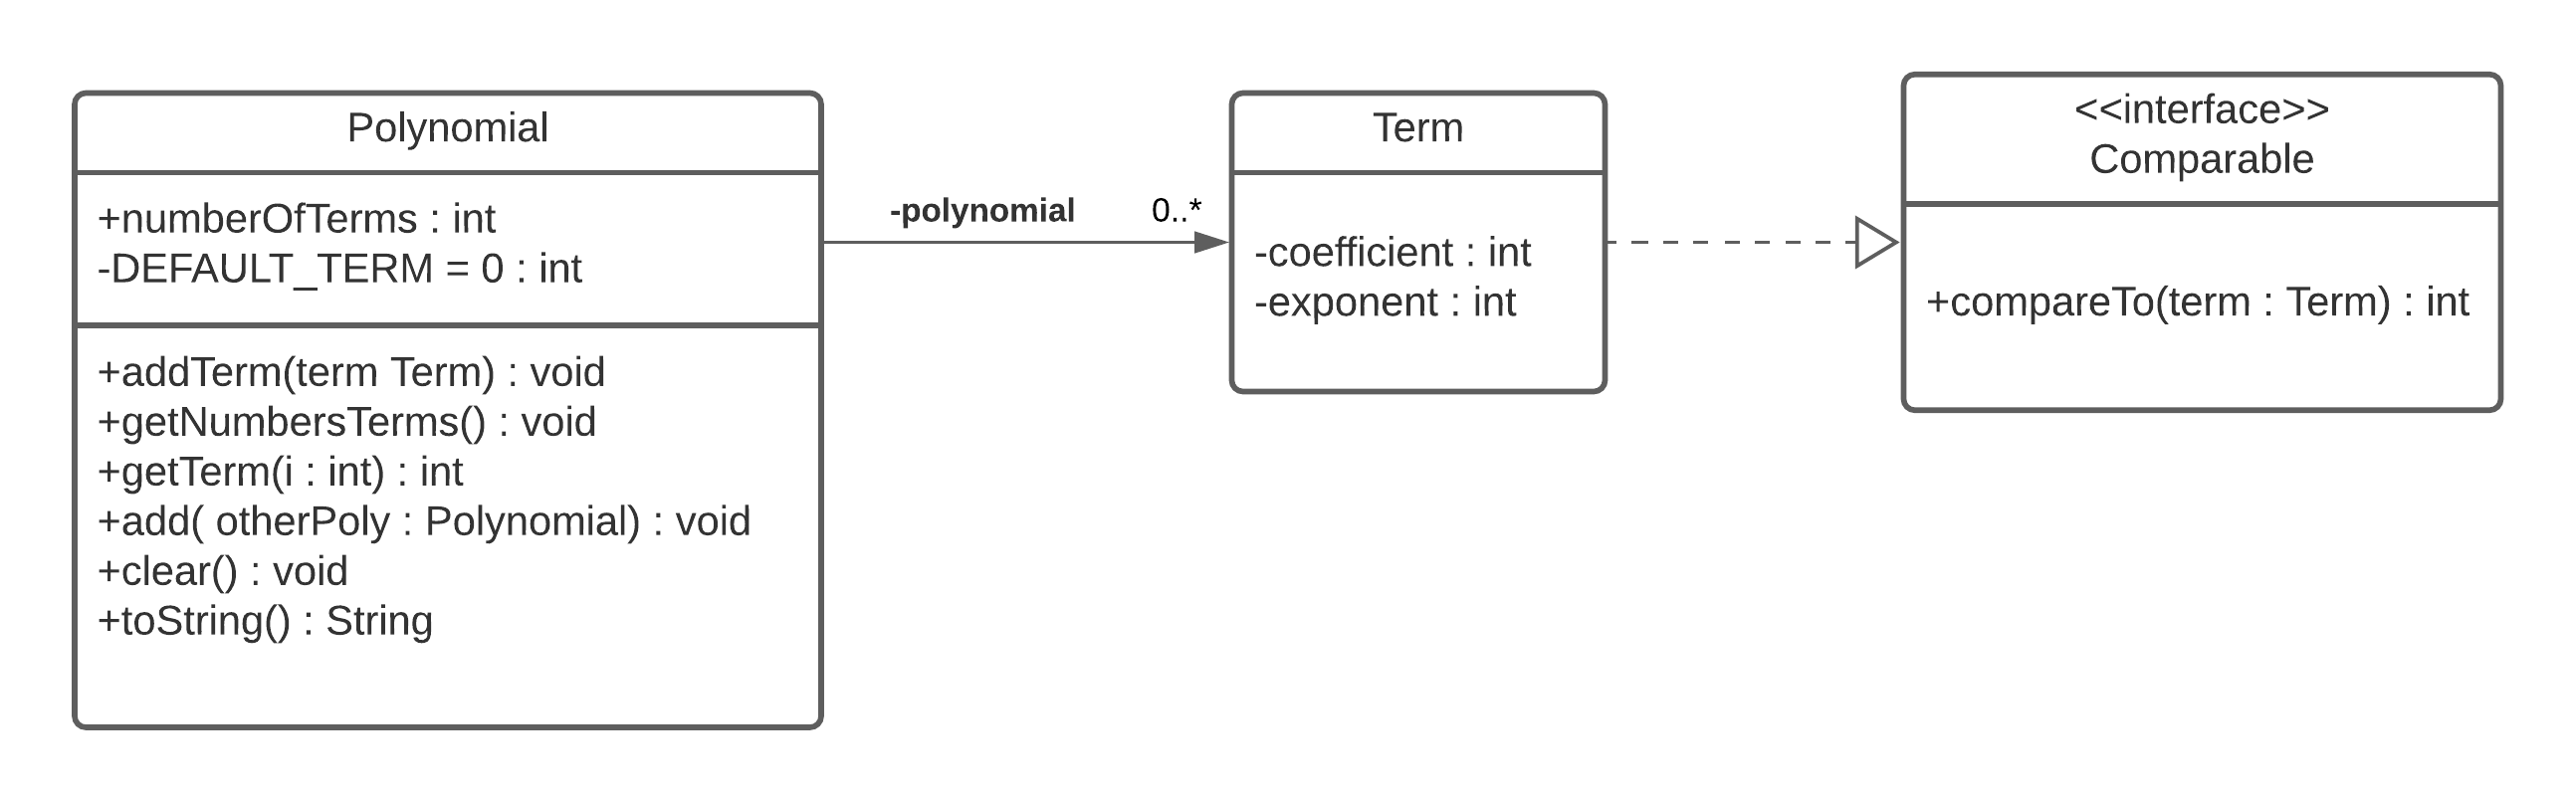 Polynomial
+numberOfTerms : int
-DEFAULT_TERM = 0 : int
+addTerm(term Term) : void
+getNumbersTerms() : void
+getTerm(i : int) : int
+add( otherPoly : Polynomial) : void
+clear() : void
+toString() : String
-polynomial
0..*
Term
-coefficient : int
-exponent : int
<<interface>>
Comparable
+compareTo(term : Term) : int